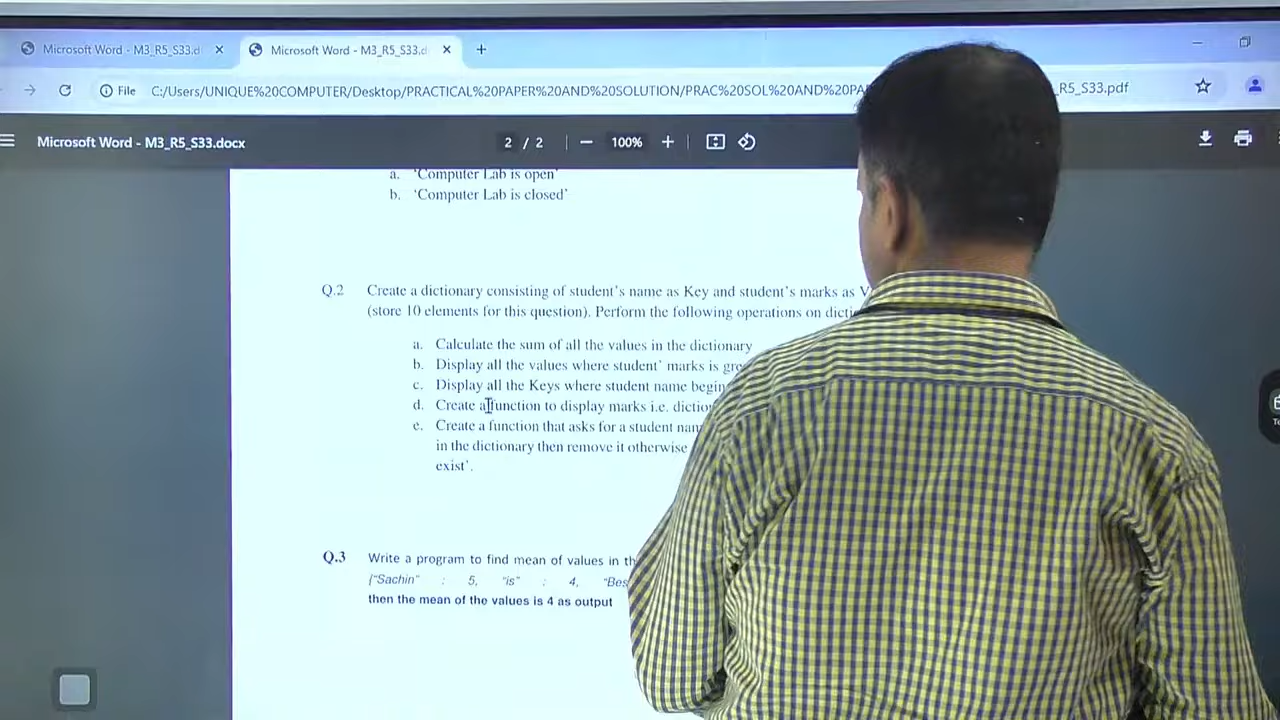 Microsoft Word - M3_R5_S33.d
Microsoft Word - M3_R5_S33.d
File C:/Users/UNIQUE%20COMPUTER/Desktop/PRACTICAL%20PAPER%20AND%20SOLUTION/PRAC%20SOL%20AND%20PA R5_S33.pdf
Microsoft Word - M3_R5_S33.docx
2 / 2
100%
a. 'Computer Lab is open'
b. 'Computer Lab is closed'
Q.2 Create a dictionary consisting of student's name as Key and student's marks as V
(store 10 elements for this question). Perform the following operations on dicti
a. Calculate the sum of all the values in the dictionary
b. Display all the values where student' marks is gre
c. Display all the Keys where student name begin
d. Create a function to display marks i.e. dictio
e. Create a function that asks for a student nam
in the dictionary then remove it otherwise
exist'.
Q.3 Write a program to find mean of values in th
{"Sachin" : 5, "is" : 4, "Bes
then the mean of the values is 4 as output